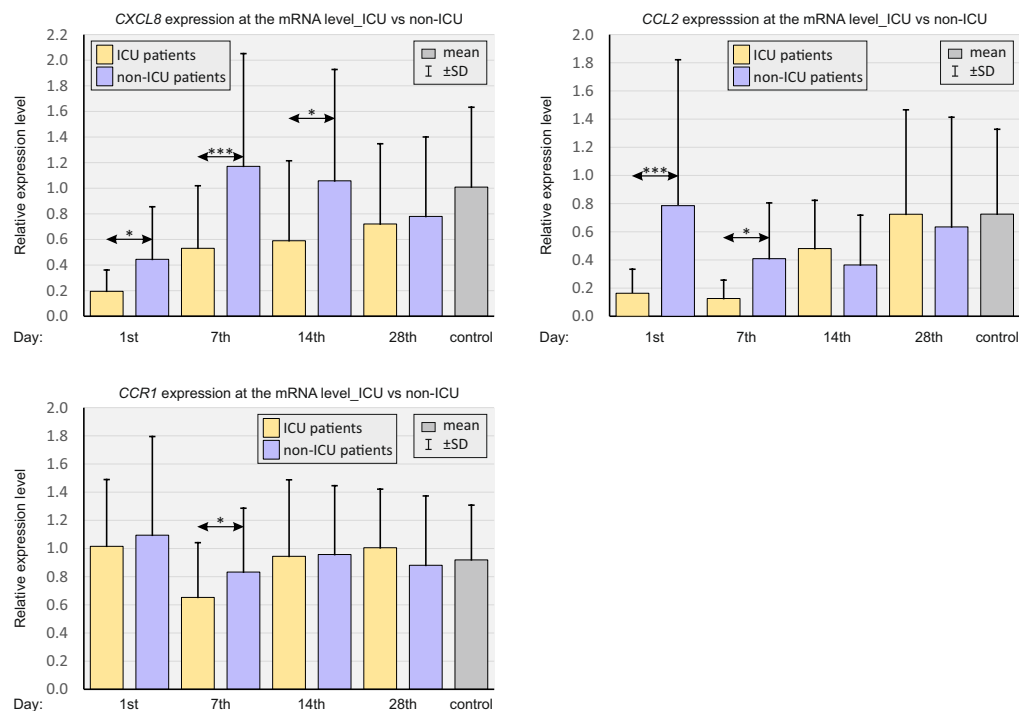 CXCL8 expression at the mRNA level_ICU vs non-ICU
2.2
2.0
1.8
1.6
1.4
1.2
1.0
0.8
0.6
0.4
0.2
0.0
Relative expression level
ICU patients
non-ICU patients
mean
±SD
*
***
*
Day: 1st 7th 14th 28th control
CCL2 expression at the mRNA level_ICU vs non-ICU
2.0
1.8
1.6
1.4
1.2
1.0
0.8
0.6
0.4
0.2
0.0
Relative expresssion level
ICU patients
non-ICU patients
mean
±SD
***
*
Day: 1st 7th 14th 28th control
CCR1 expression at the mRNA level_ICU vs non-ICU
2.0
1.8
1.6
1.4
1.2
1.0
0.8
0.6
0.4
0.2
0.0
Relative expression level
ICU patients
non-ICU patients
mean
±SD
*
Day: 1st 7th 14th 28th control